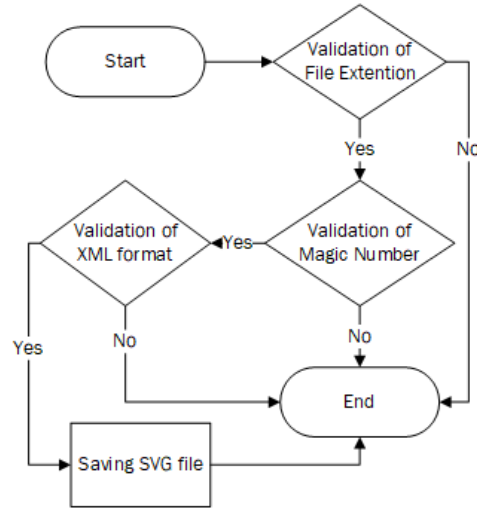 Start
Validation of
File Extention
Yes
No
Validation of
XML format
Yes
Validation of
Magic Number
Yes
No
No
End
Saving SVG file